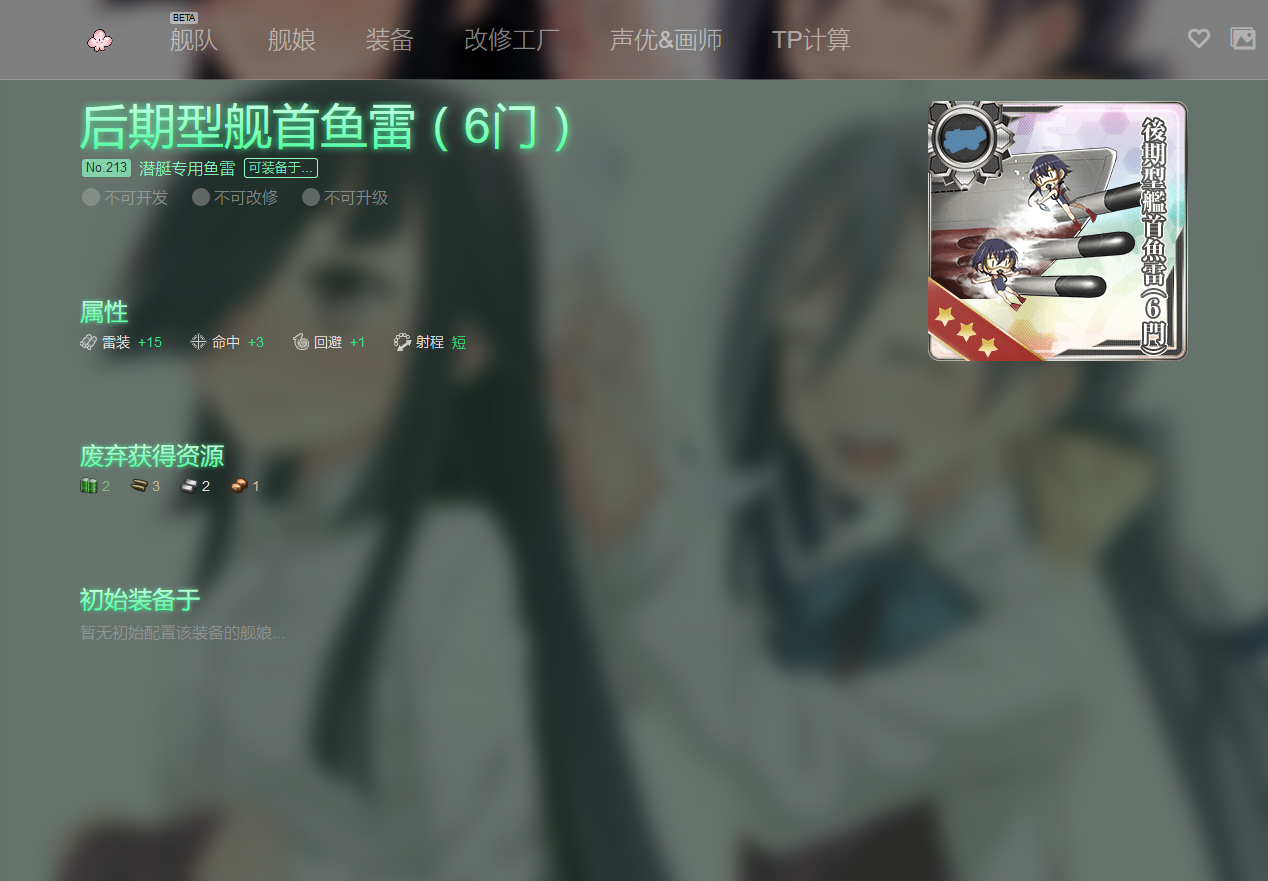 BETA
舰队 舰娘 装备 改修工厂 声优&画师 TP计算
后期型舰首鱼雷（6门）
No.213 潜艇专用鱼雷 可装备于...
不可开发 不可改修 不可升级
後期型艦首魚雷(6門)
属性
雷装 +15 命中 +3 回避 +1 射程 短
废弃获得资源
2 3 2 1
初始装备于
暂无初始配置该装备的舰娘...